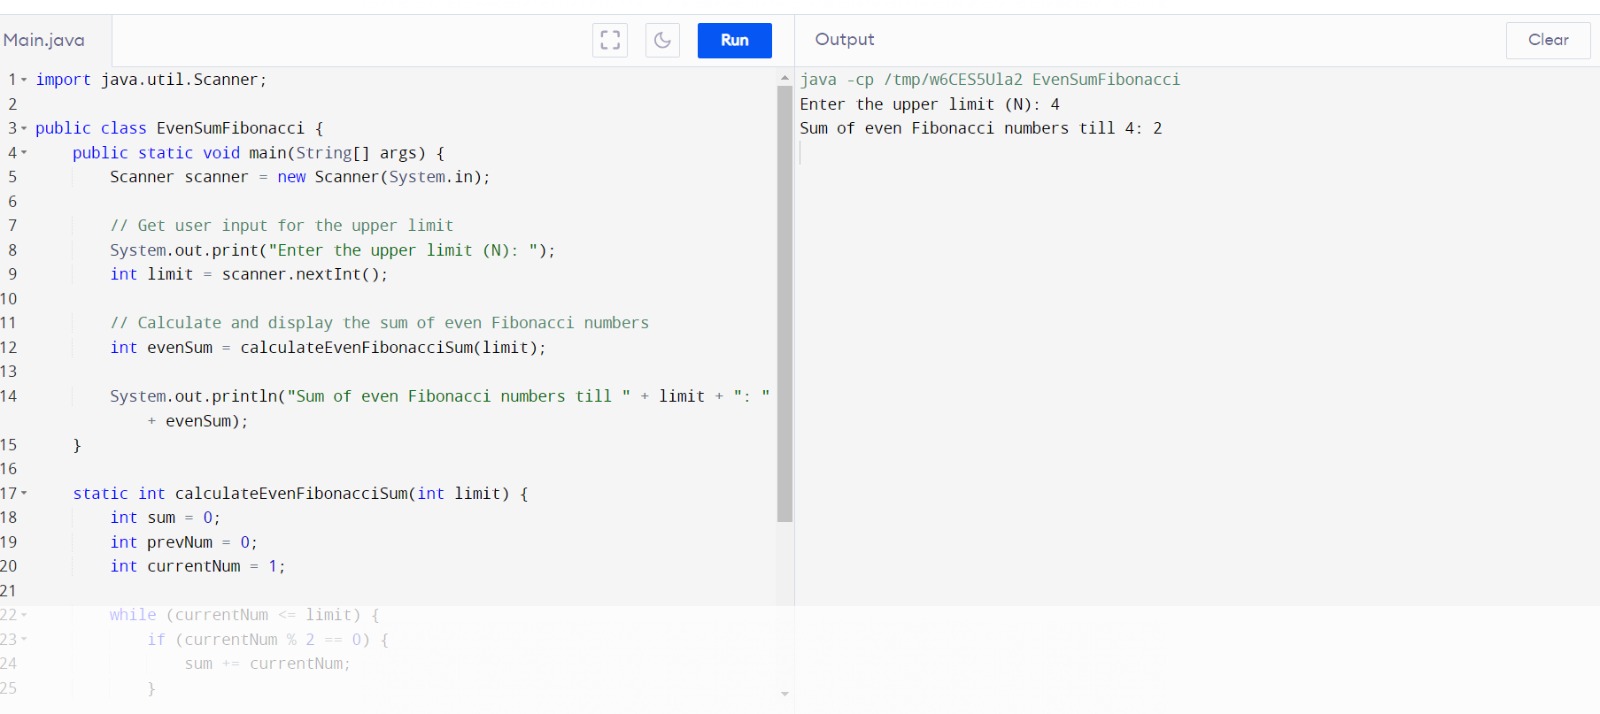 Main.java
Run
1 import java.util.Scanner;
2
3 public class EvenSumFibonacci {
4     public static void main(String[] args) {
5         Scanner scanner = new Scanner(System.in);
6
7         // Get user input for the upper limit
8         System.out.print("Enter the upper limit (N): ");
9         int limit = scanner.nextInt();
10
11         // Calculate and display the sum of even Fibonacci numbers
12         int evenSum = calculateEvenFibonacciSum(limit);
13
14         System.out.println("Sum of even Fibonacci numbers till " + limit + ": "
            + evenSum);
15     }
16
17     static int calculateEvenFibonacciSum(int limit) {
18         int sum = 0;
19         int prevNum = 0;
20         int currentNum = 1;
21
22         while (currentNum <= limit) {
23             if (currentNum % 2 == 0) {
24                 sum += currentNum;
25             }
Output
Clear
java -cp /tmp/w6CES5Ula2 EvenSumFibonacci
Enter the upper limit (N): 4
Sum of even Fibonacci numbers till 4: 2